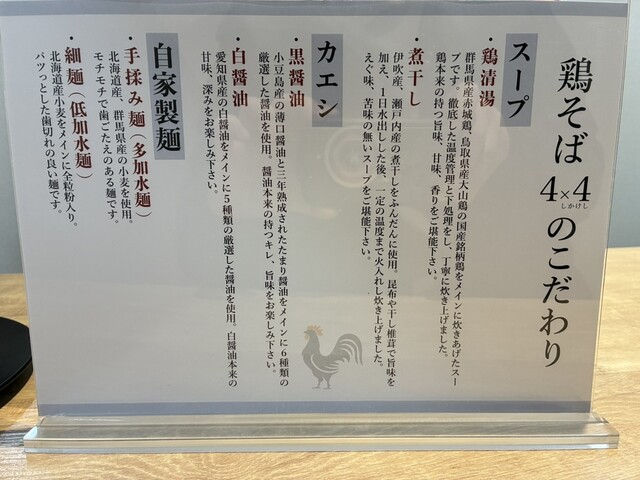 鶏そば4×4のこだわり
しかけし
スープ
・鶏清湯
群馬県産赤城鶏、鳥取県産大山鶏の国産銘柄鶏をメインに炊きあげたスー
プです。徹底した温度管理と下処理をし、丁寧に炊き上げました。
鶏本来の持つ旨味、甘味、香りをご堪能下さい。
・煮干し
伊吹産、瀬戸内産の煮干しをふんだんに使用。昆布や干し椎茸で旨味を
加え、1日水出しした後、一定の温度まで火入れし炊き上げました。
えぐ味、苦味の無いスープをご堪能下さい。
カエシ
・黒醤油
小豆島産の薄口醤油と三年熟成されたたまり醤油をメインに6種類の
厳選した醤油を使用。醤油本来の持つキレ、旨味をお楽しみ下さい。
・白醤油
愛知県産の白醤油をメインに5種類の厳選した醤油を使用。白醤油本来の
甘味、深みをお楽しみ下さい。
自家製麺
・手揉み麺（多加水麺）
北海道産、群馬県産の小麦を使用。
モチモチで歯ごたえのある麺です。
・細麺（低加水麺）
北海道産小麦をメインに全粒粉入り。
パツっとした歯切れの良い麺です。